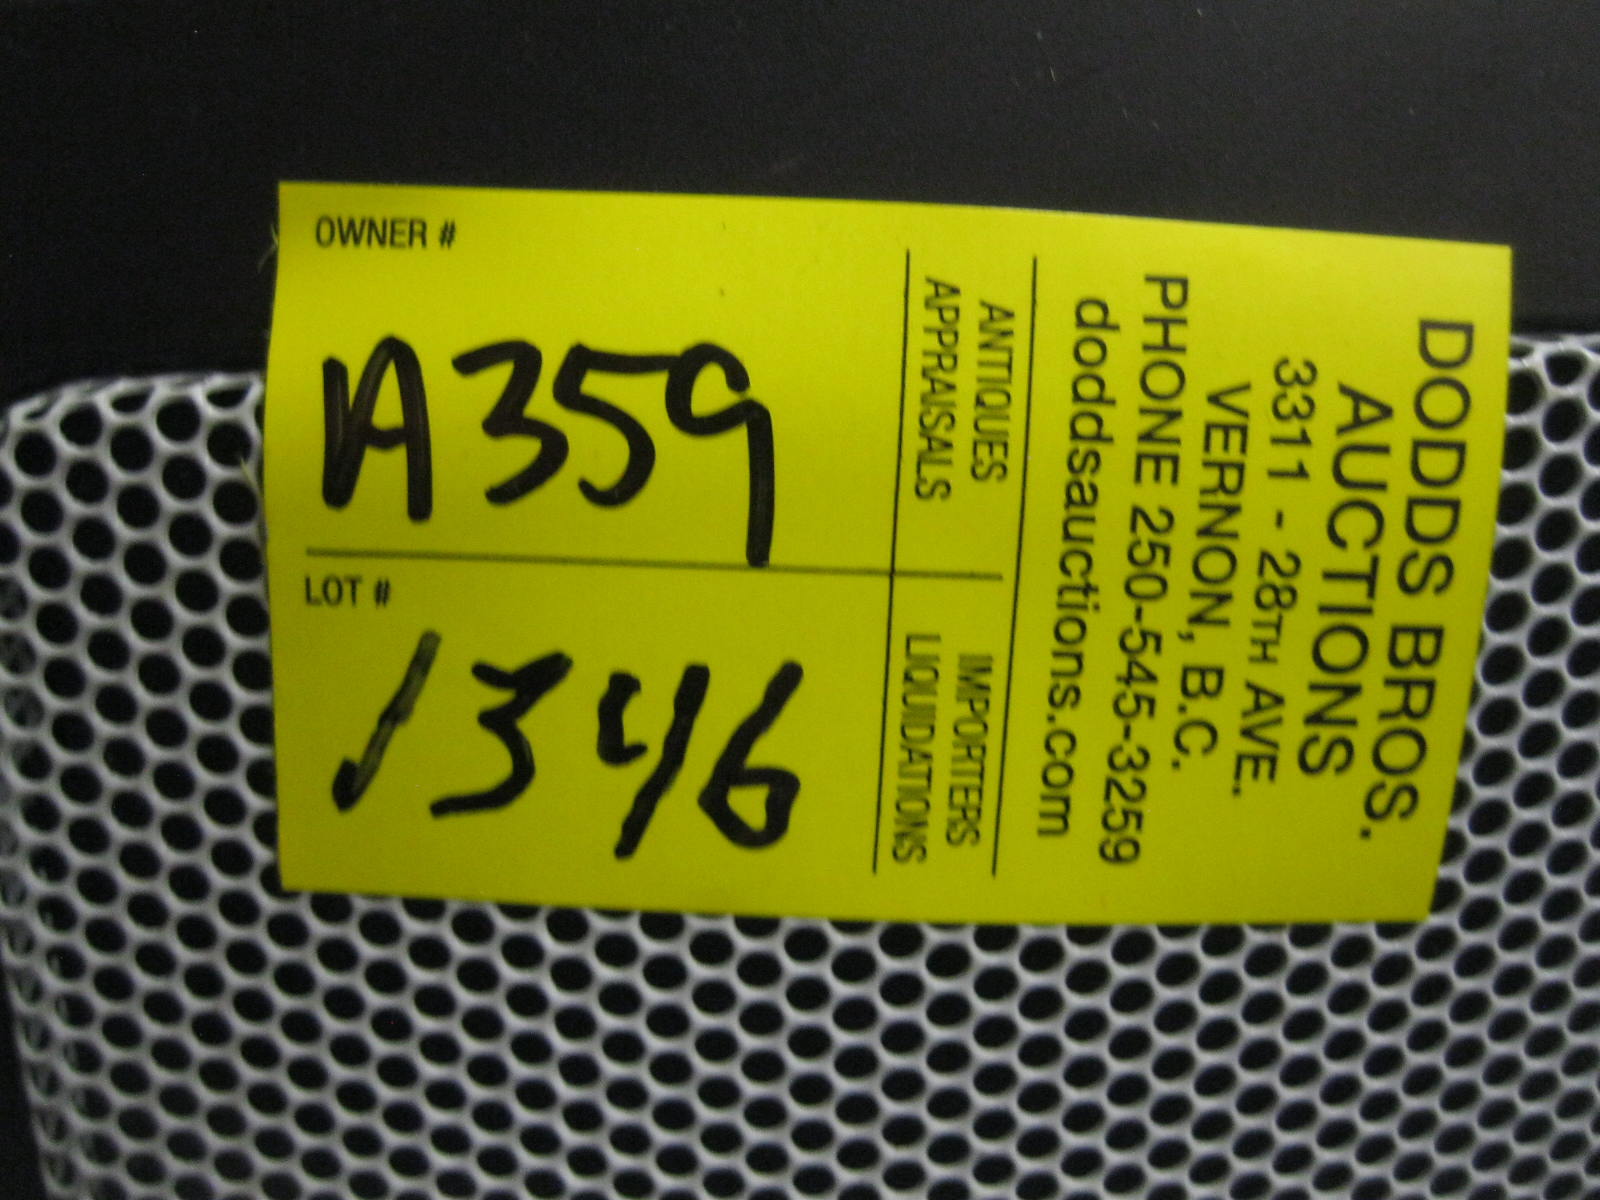 DODDS BROS.
AUCTIONS
3311 - 28TH AVE.
VERNON, B.C.
PHONE 250-545-3259
doddsauctions.com
ANTIQUES
APPRAISALS
IMPORTERS
LIQUIDATIONS
OWNER #
A359
LOT #
1346